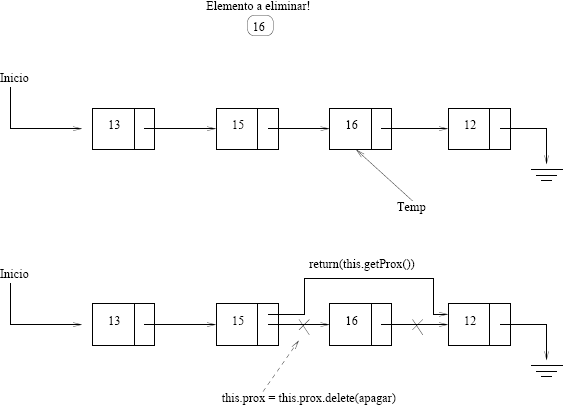 Elemento a eliminar!
16
Inicio
13 15 16 12
Temp
return(this.getProx())
Inicio
13 15 16 12
this.prox = this.prox.delete(apagar)